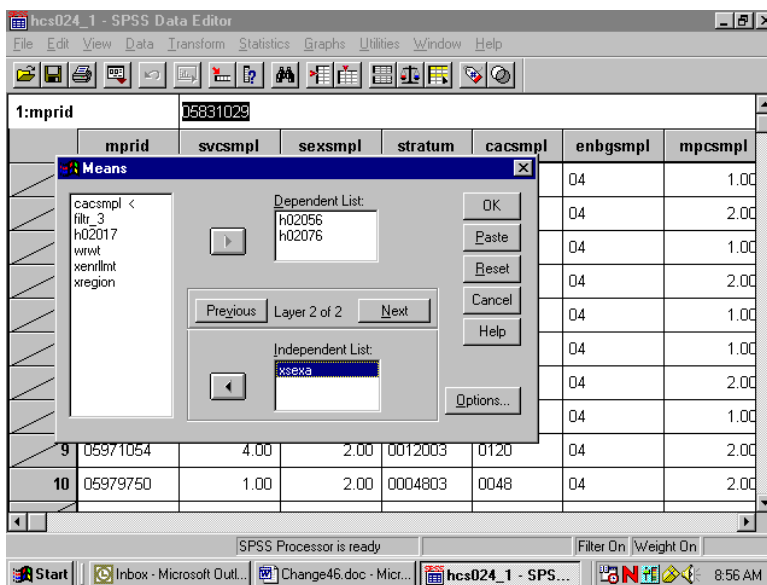 hcs024_1 - SPSS Data Editor
File Edit View Data Transform Statistics Graphs Utilities Window Help
1:mprid 05831029
mprid svcsmpl sexsmpl stratum cacsmpl enbgsmpl mpcsmpl
Means
cacsmpl <
filtr_3
h02017
wrwt
xenrllmt
xregion
Dependent List:
h02056
h02076
Previous Layer 2 of 2 Next
Independent List:
xsexa
OK
Paste
Reset
Cancel
Help
Options...
04 1.00
04 2.00
04 1.00
04 2.00
04 1.00
04 1.00
04 2.00
04 1.00
9 05971054 4.00 2.00 0012003 0120 04 2.00
10 05979750 1.00 2.00 0004803 0048 04 2.00
SPSS Processor is ready Filter On Weight On
Start Inbox - Microsoft Outl... Change46.doc - Micr... hcs024_1 - SPS... 8:56 AM